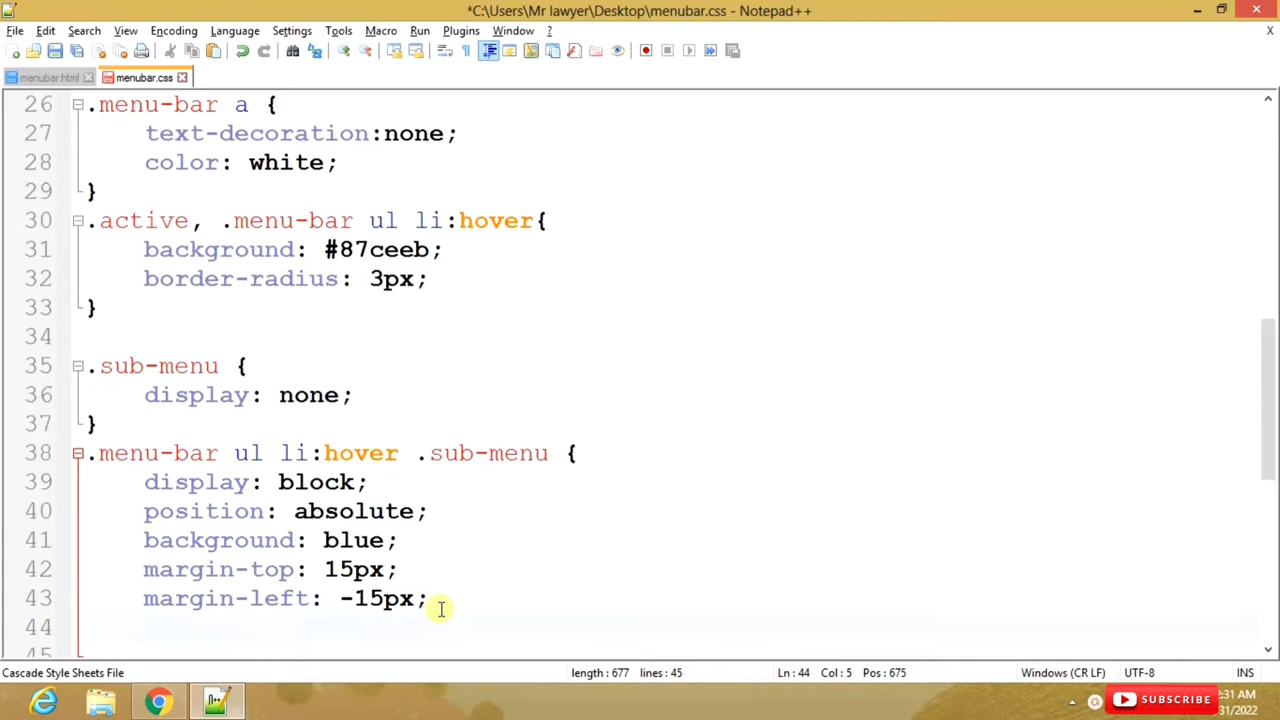 *C:\Users\Mr lawyer\Desktop\menubar.css - Notepad++
File Edit Search View Encoding Language Settings Tools Macro Run Plugins Window ? X
menubar.html menubar.css
26 .menu-bar a {
27 text-decoration:none;
28 color: white;
29 }
30 .active, .menu-bar ul li:hover{
31 background: #87ceeb;
32 border-radius: 3px;
33 }
34
35 .sub-menu {
36 display: none;
37 }
38 .menu-bar ul li:hover .sub-menu {
39 display: block;
40 position: absolute;
41 background: blue;
42 margin-top: 15px;
43 margin-left: -15px;
44
45
Cascade Style Sheets File length : 677 lines : 45 Ln : 44 Col : 5 Pos : 675 Windows (CR LF) UTF-8 INS
:31 AM
SUBSCRIBE
31/2022